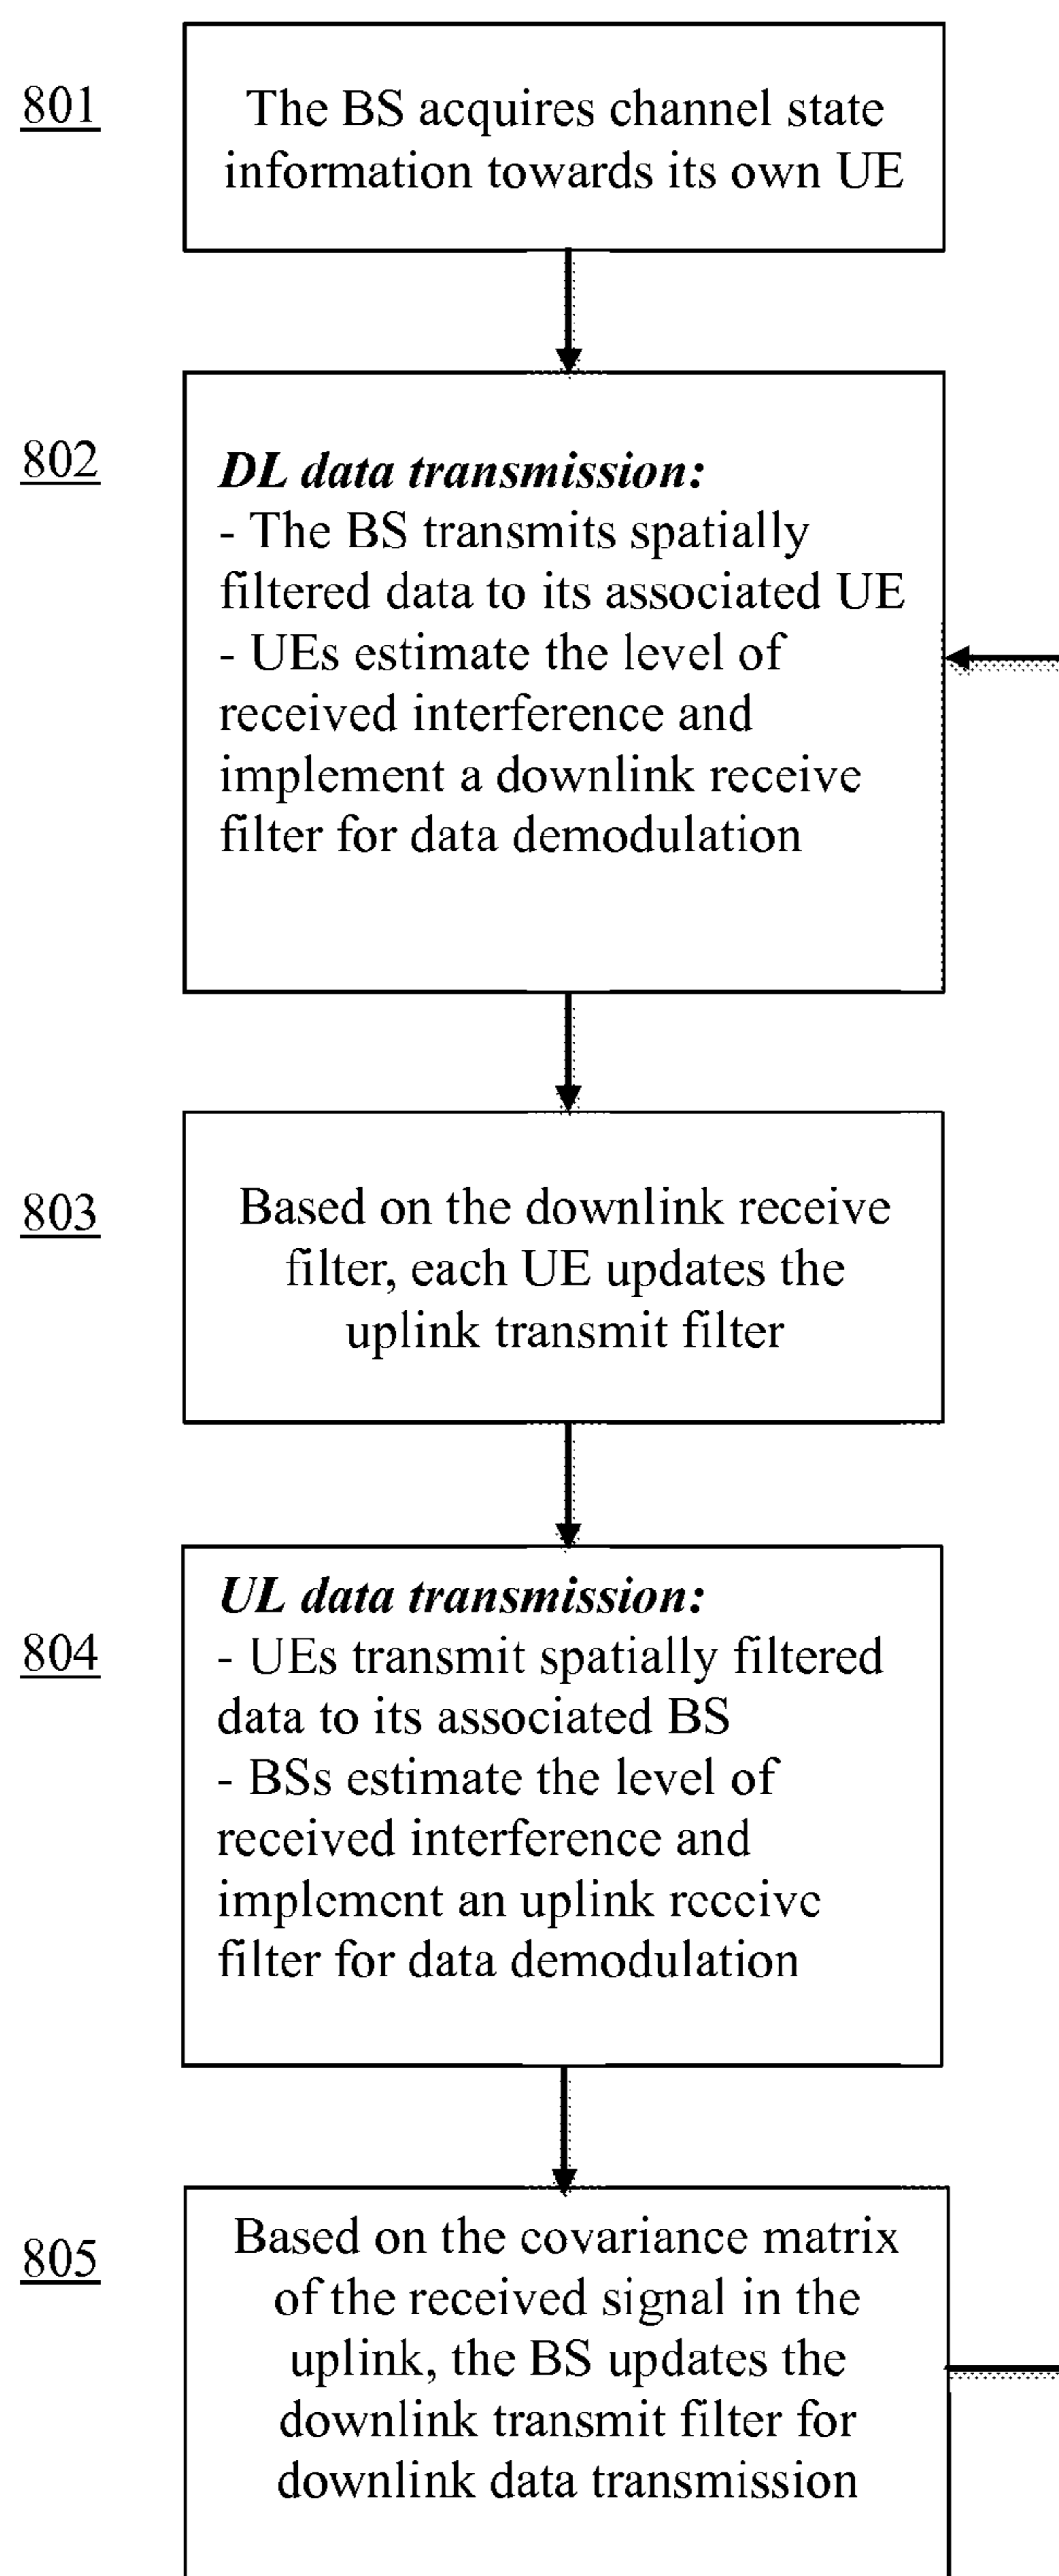 801
The BS acquires channel state
information towards its own UE
802
DL data transmission:
- The BS transmits spatially
filtered data to its associated UE
- UEs estimate the level of
received interference and
implement a downlink receive
filter for data demodulation
803
Based on the downlink receive
filter, each UE updates the
uplink transmit filter
804
UL data transmission:
- UEs transmit spatially filtered
data to its associated BS
- BSs estimate the level of
received interference and
implement an uplink receive
filter for data demodulation
805
Based on the covariance matrix
of the received signal in the
uplink, the BS updates the
downlink transmit filter for
downlink data transmission